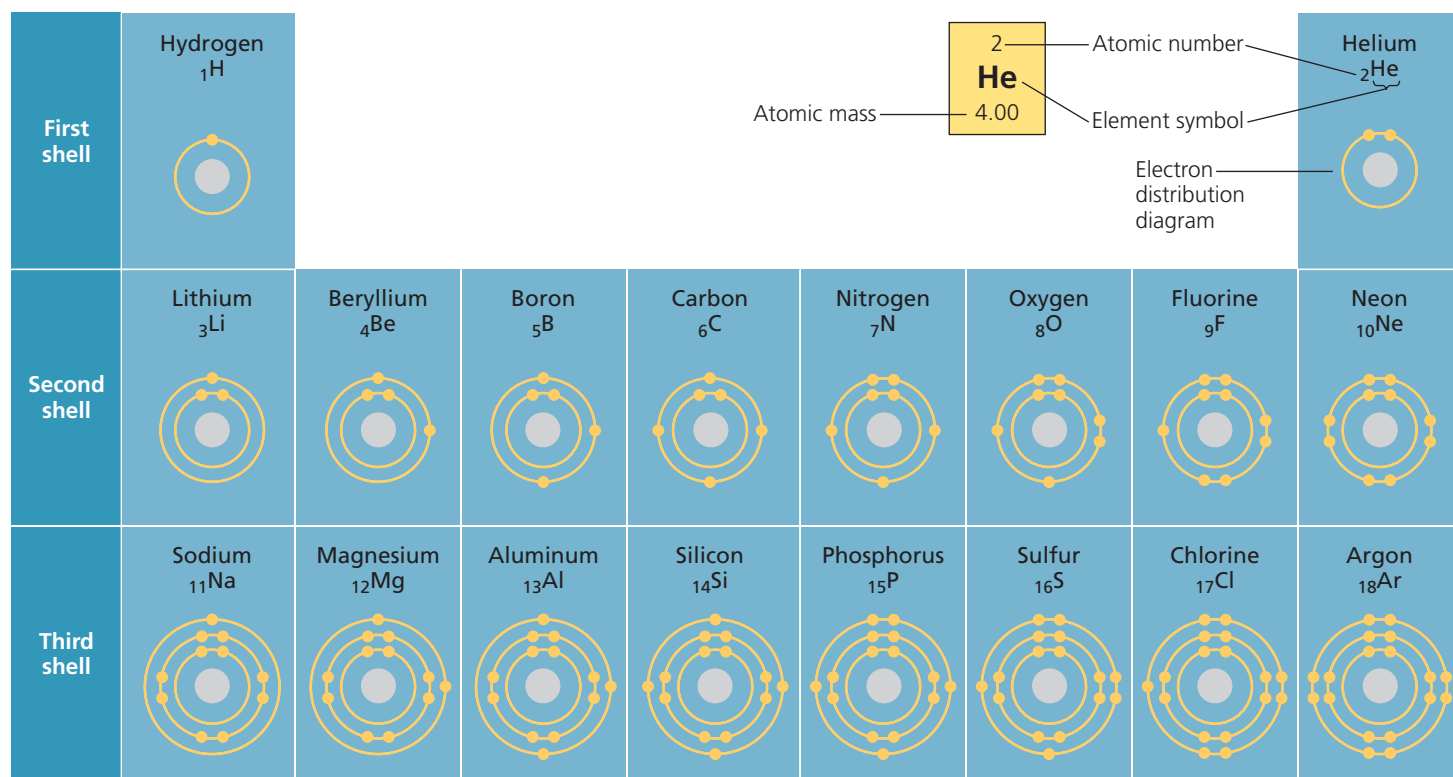 Hydrogen
₁H
2
He
4.00
Atomic number
Atomic mass
Element symbol
Electron
distribution
diagram
Helium
₂He
First
shell
Lithium
₃Li
Beryllium
₄Be
Boron
₅B
Carbon
₆C
Nitrogen
₇N
Oxygen
₈O
Fluorine
₉F
Neon
₁₀Ne
Second
shell
Sodium
₁₁Na
Magnesium
₁₂Mg
Aluminum
₁₃Al
Silicon
₁₄Si
Phosphorus
₁₅P
Sulfur
₁₆S
Chlorine
₁₇Cl
Argon
₁₈Ar
Third
shell